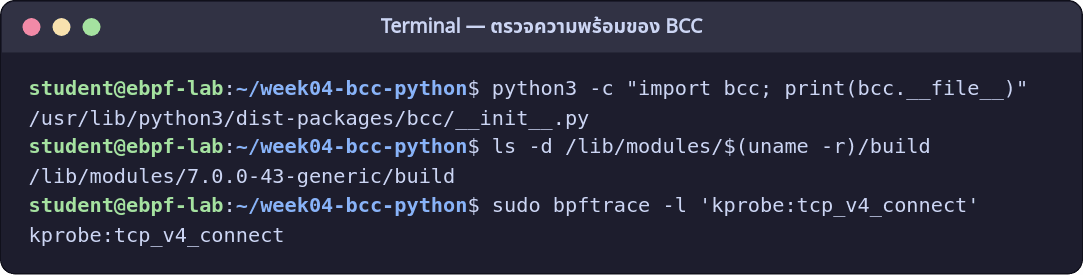 Terminal — ตรวจความพร้อมของ BCC
student@ebpf-lab:~/week04-bcc-python$ python3 -c "import bcc; print(bcc.__file__)"
/usr/lib/python3/dist-packages/bcc/__init__.py
student@ebpf-lab:~/week04-bcc-python$ ls -d /lib/modules/$(uname -r)/build
/lib/modules/7.0.0-43-generic/build
student@ebpf-lab:~/week04-bcc-python$ sudo bpftrace -l 'kprobe:tcp_v4_connect'
kprobe:tcp_v4_connect